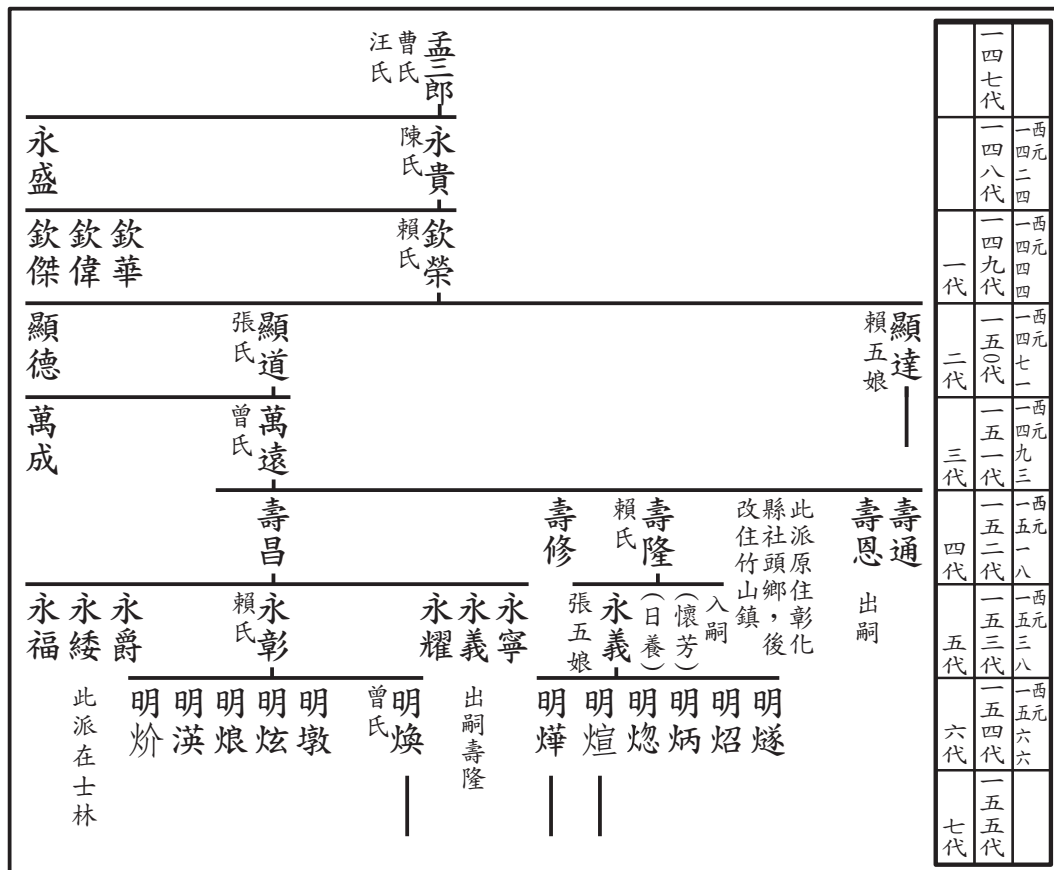 西元一四二四
西元一四四四
西元一四七一
西元一四九三
西元一五一八
西元一五三八
西元一五六六
一四七代
一四八代
一四九代
一五０代
一五一代
一五二代
一五三代
一五四代
一五五代
一代
二代
三代
四代
五代
六代
七代
孟三郎
曹氏
汪氏
永貴
陳氏
永盛
欽榮
賴氏
欽華
欽偉
欽傑
顯達
賴五娘
顯道
張氏
顯德
萬遠
曾氏
萬成
壽通
壽恩
出嗣
此派原住彰化
縣社頭鄉，後
改住竹山鎮
壽隆
賴氏
壽修
壽昌
入嗣
（懷芳）
（日養）
永義
張五娘
永寧
永義
出嗣壽隆
永耀
永彰
賴氏
永爵
永緌
此派在士林
永福
明燧
明炤
明炳
明熜
明煊
明燁
明煥
曾氏
明墩
明炫
明烺
明渶
明炌